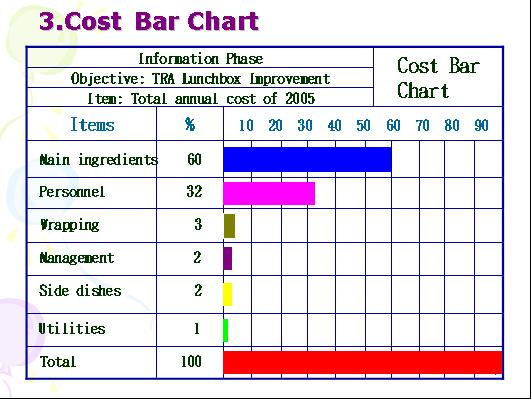 3.Cost Bar Chart
Information Phase
Objective: TRA Lunchbox Improvement
Item: Total annual cost of 2005
Cost Bar
Chart
Items % 10 20 30 40 50 60 70 80 90
Main ingredients 60
Personnel 32
Wrapping 3
Management 2
Side dishes 2
Utilities 1
Total 100